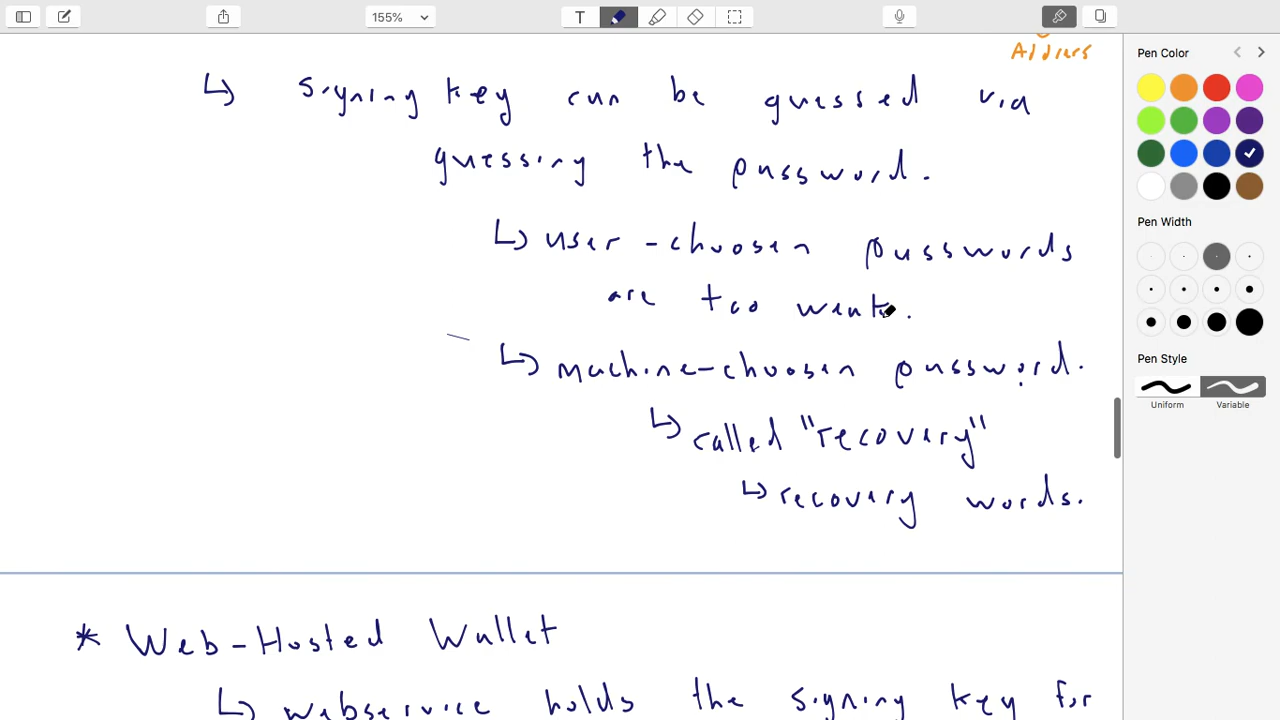 155%
T
Address
Pen Color
↳ signing key can be guessed via
guessing the password.
↳ user-choosen passwords
are too weak.
↳ machine-choosen password.
↳ called "recovery"
↳ recovery words.
Pen Width
Pen Style
Uniform Variable
* Web-Hosted Wallet
↳ webservice holds the signing key for